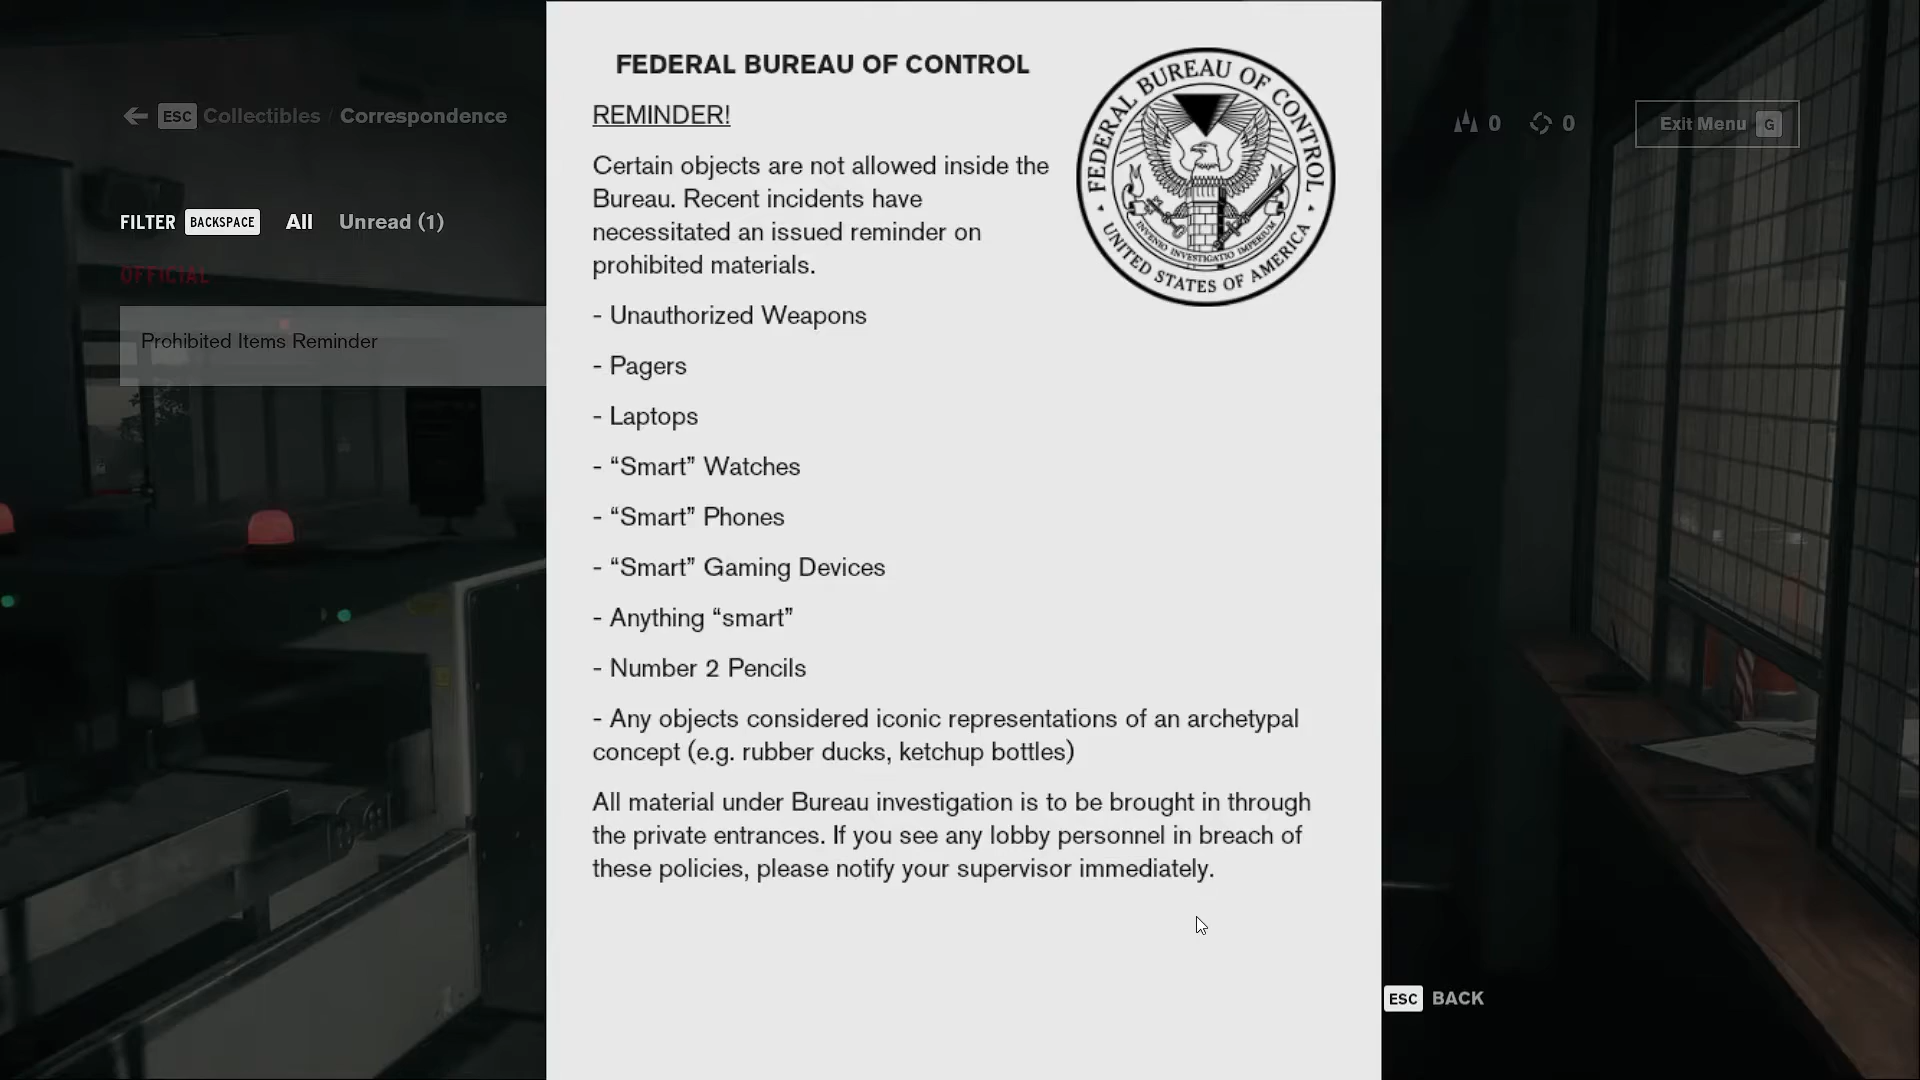 FEDERAL BUREAU OF CONTROL
FEDERAL BUREAU OF CONTROL
UNITED STATES OF AMERICA
INVENIO INVESTIGATIO IMPERIUM
REMINDER!
ESC Collectibles / Correspondence
0 0
Exit Menu G
Certain objects are not allowed inside the
Bureau. Recent incidents have
necessitated an issued reminder on
prohibited materials.
FILTER BACKSPACE All Unread (1)
OFFICIAL
Prohibited Items Reminder
- Unauthorized Weapons
- Pagers
- Laptops
- “Smart” Watches
- “Smart” Phones
- “Smart” Gaming Devices
- Anything “smart”
- Number 2 Pencils
- Any objects considered iconic representations of an archetypal
concept (e.g. rubber ducks, ketchup bottles)
All material under Bureau investigation is to be brought in through
the private entrances. If you see any lobby personnel in breach of
these policies, please notify your supervisor immediately.
ESC BACK